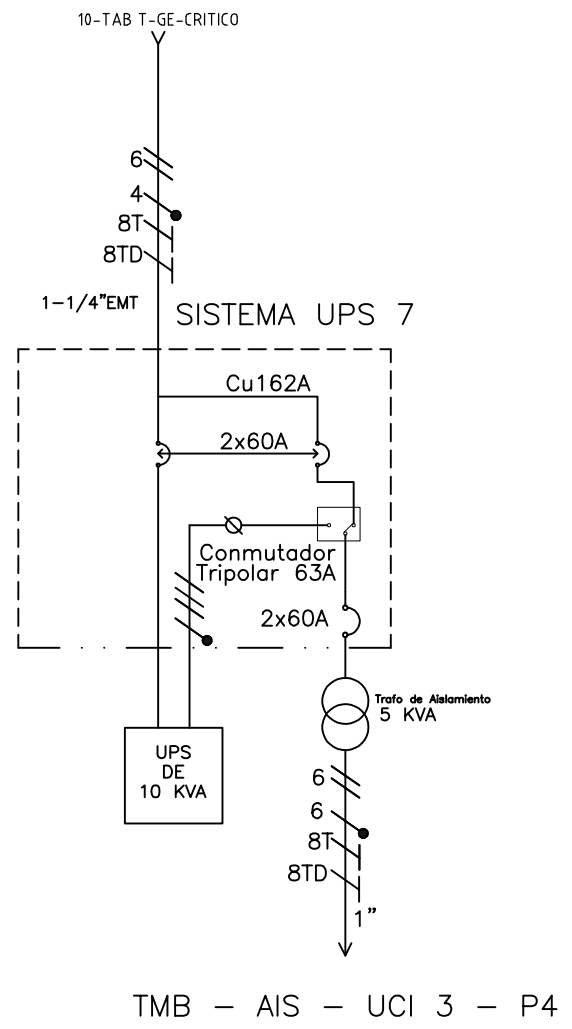 10-TAB T-GE-CRITICO
6
4
8T
8TD
1-1/4"EMT
SISTEMA UPS 7
Cu162A
2x60A
Conmutador
Tripolar 63A
2x60A
Trafo de Aislamiento
5 KVA
UPS
DE
10 KVA
6
6
8T
8TD
1"
TMB - AIS - UCI 3 - P4